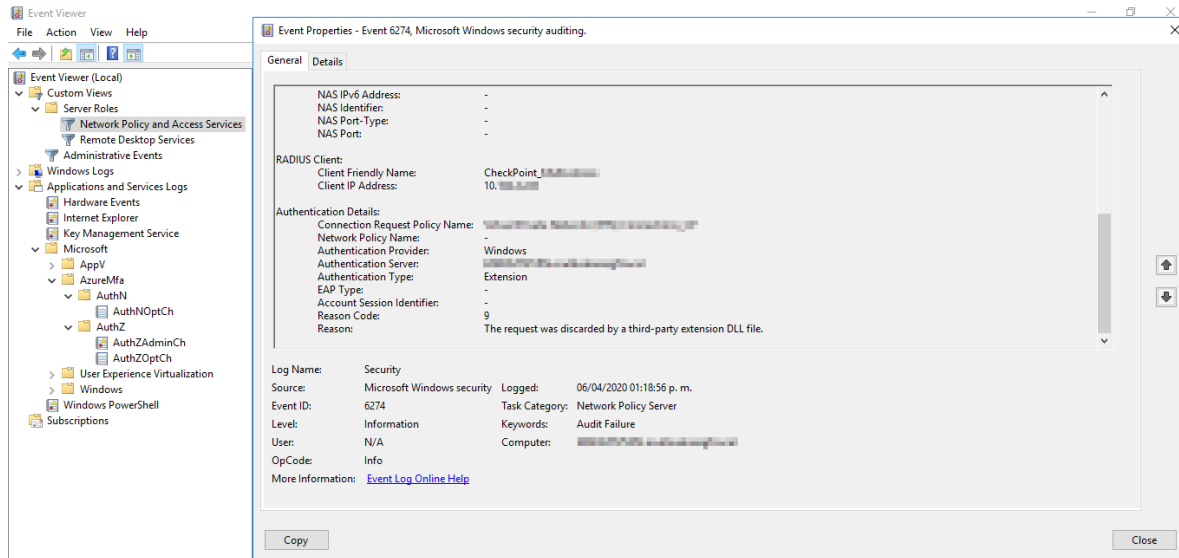 Event Viewer
File Action View Help
Event Viewer (Local)
Custom Views
Server Roles
Network Policy and Access Services
Remote Desktop Services
Administrative Events
Windows Logs
Applications and Services Logs
Hardware Events
Internet Explorer
Key Management Service
Microsoft
AppV
AzureMfa
AuthN
AuthNOptCh
AuthZ
AuthZAdminCh
AuthZOptCh
User Experience Virtualization
Windows
Windows PowerShell
Subscriptions
Event Properties - Event 6274, Microsoft Windows security auditing.
General Details
NAS IPv6 Address: -
NAS Identifier: -
NAS Port-Type: -
NAS Port: -
RADIUS Client:
Client Friendly Name: CheckPoint_
Client IP Address: 10.
Authentication Details:
Connection Request Policy Name:
Network Policy Name: -
Authentication Provider: Windows
Authentication Server:
Authentication Type: Extension
EAP Type: -
Account Session Identifier: -
Reason Code: 9
Reason: The request was discarded by a third-party extension DLL file.
Log Name: Security
Source: Microsoft Windows security Logged: 06/04/2020 01:18:56 p. m.
Event ID: 6274 Task Category: Network Policy Server
Level: Information Keywords: Audit Failure
User: N/A Computer:
OpCode: Info
More Information: Event Log Online Help
Copy Close